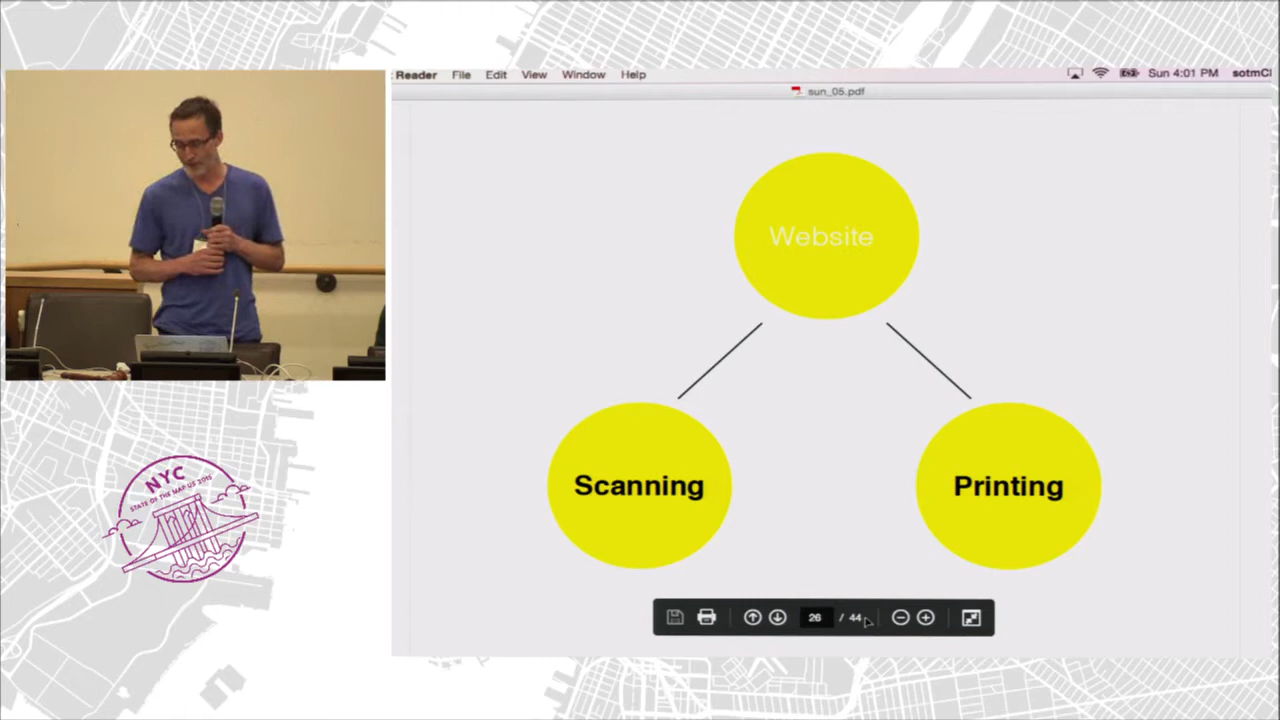 Reader File Edit View Window Help
Sun 4:01 PM sotmCl
sun_05.pdf
Website
Scanning
Printing
26 / 44
NYC
STATE OF THE MAP US 2015